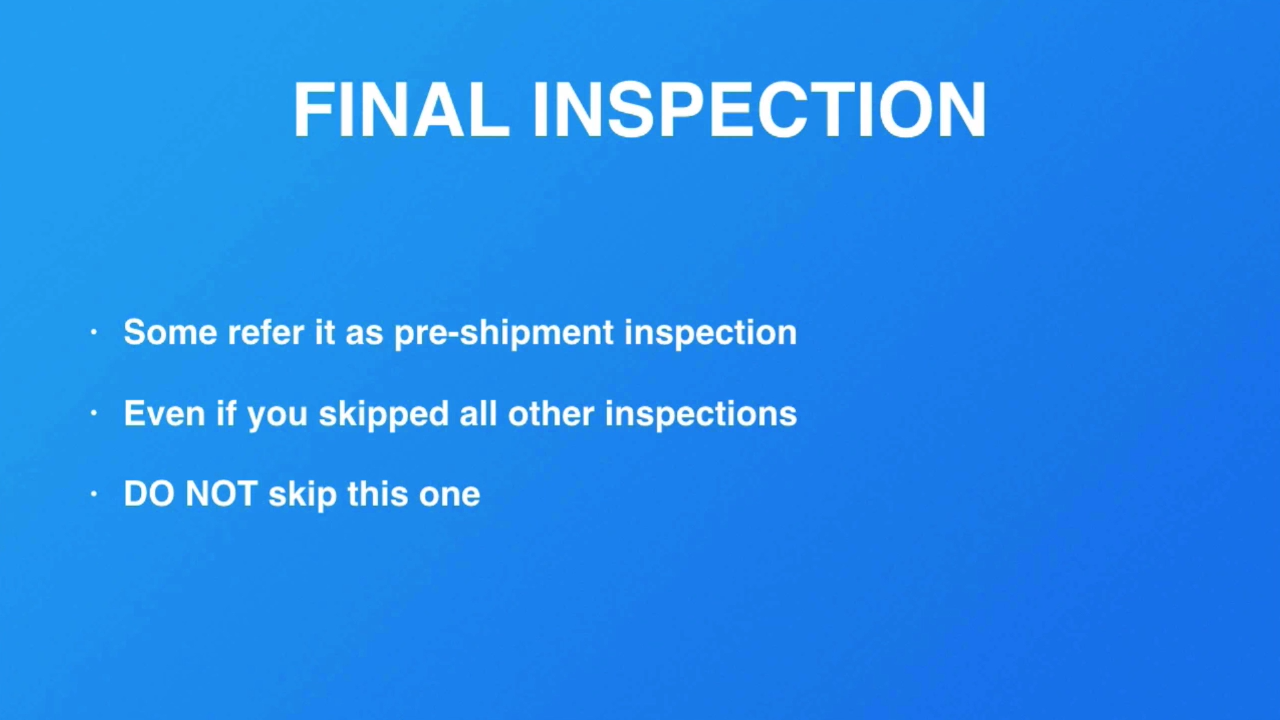 FINAL INSPECTION
· Some refer it as pre-shipment inspection
· Even if you skipped all other inspections
· DO NOT skip this one